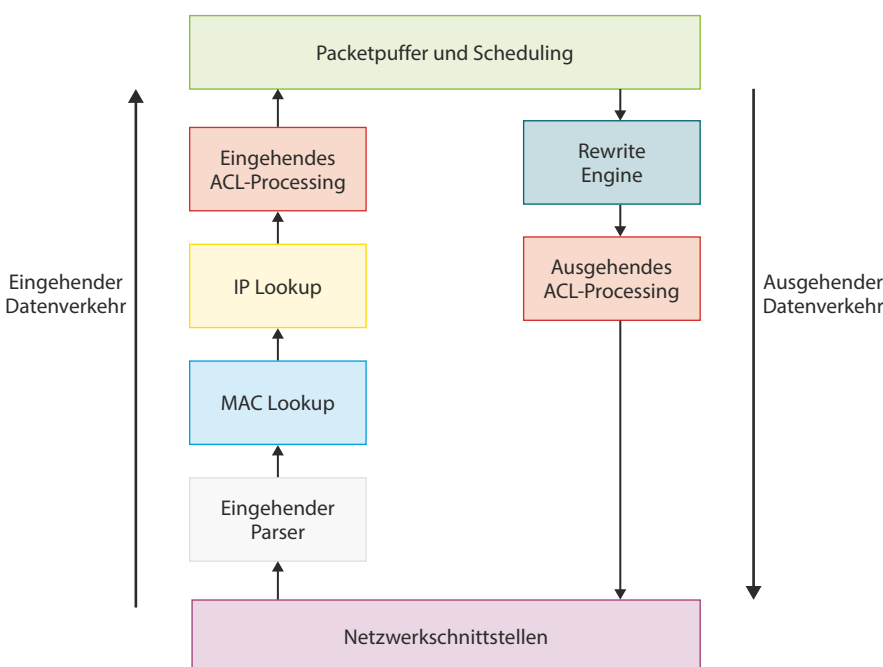 Packetpuffer und Scheduling
Eingehendes
ACL-Processing
Rewrite
Engine
IP Lookup
Ausgehendes
ACL-Processing
Eingehender
Datenverkehr
Ausgehender
Datenverkehr
MAC Lookup
Eingehender
Parser
Netzwerkschnittstellen